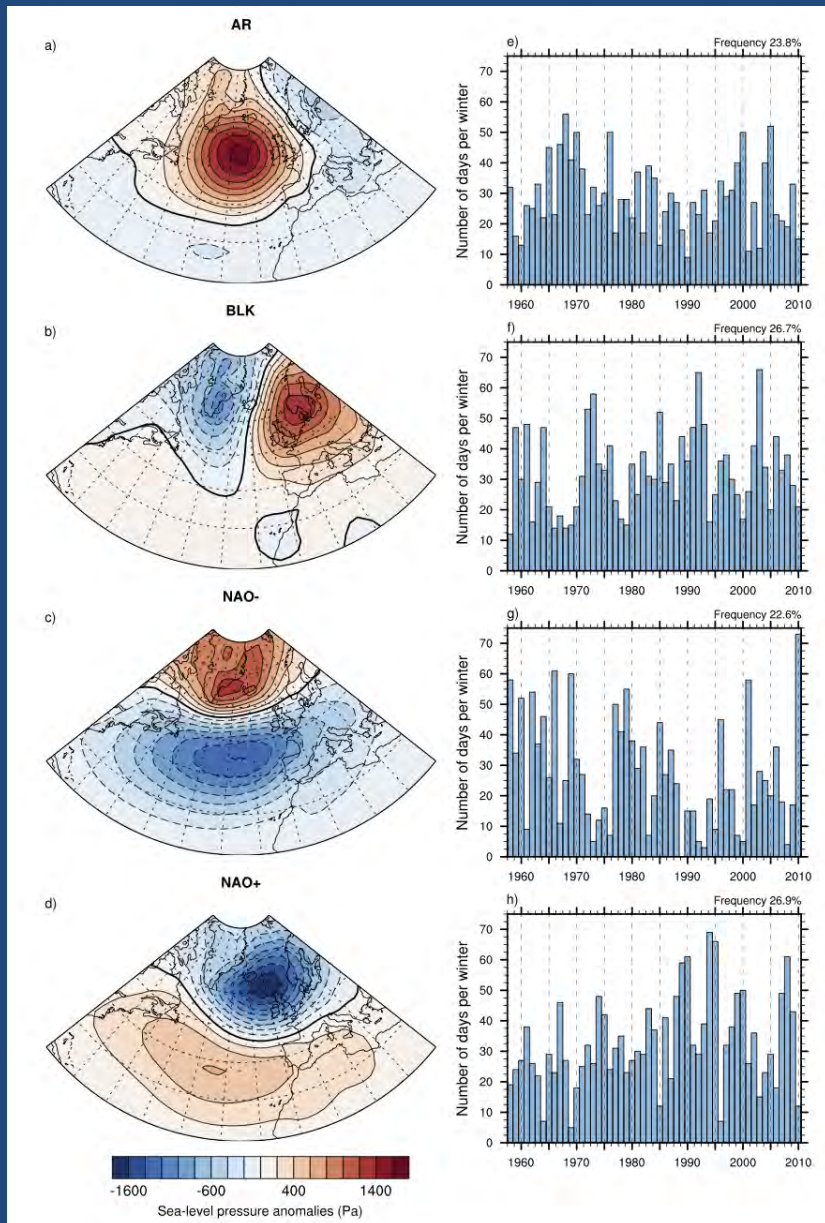 AR
a)
e)
Frequency 23.8%
Number of days per winter
70
60
50
40
30
20
10
0
1960 1970 1980 1990 2000 2010
BLK
b)
f)
Frequency 26.7%
Number of days per winter
70
60
50
40
30
20
10
0
1960 1970 1980 1990 2000 2010
NAO-
c)
g)
Frequency 22.6%
Number of days per winter
70
60
50
40
30
20
10
0
1960 1970 1980 1990 2000 2010
NAO+
d)
h)
Frequency 26.9%
Number of days per winter
70
60
50
40
30
20
10
0
1960 1970 1980 1990 2000 2010
-1600 -600 400 1400
Sea-level pressure anomalies (Pa)